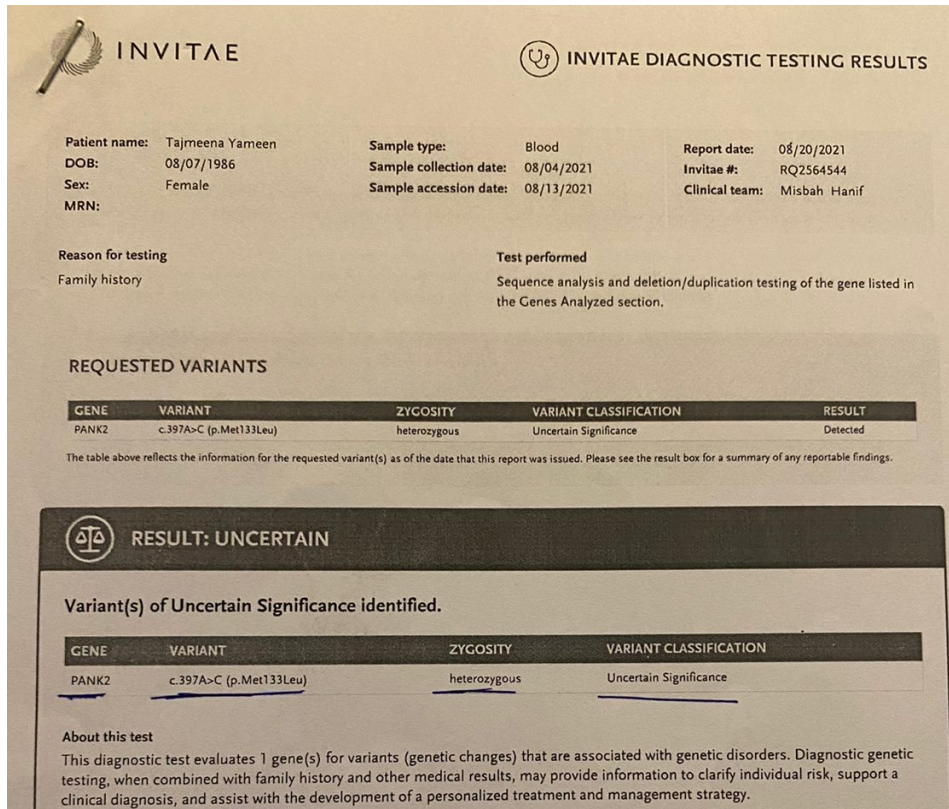 INVITAE
INVITAE DIAGNOSTIC TESTING RESULTS
Patient name: Tajmeena Yameen
DOB: 08/07/1986
Sex: Female
MRN:
Sample type: Blood
Sample collection date: 08/04/2021
Sample accession date: 08/13/2021
Report date: 08/20/2021
Invitae #: RQ2564544
Clinical team: Misbah Hanif
Reason for testing
Family history
Test performed
Sequence analysis and deletion/duplication testing of the gene listed in
the Genes Analyzed section.
REQUESTED VARIANTS
GENE VARIANT ZYGOSITY VARIANT CLASSIFICATION RESULT
PANK2 c.397A>C (p.Met133Leu) heterozygous Uncertain Significance Detected
The table above reflects the information for the requested variant(s) as of the date that this report was issued. Please see the result box for a summary of any reportable findings.
RESULT: UNCERTAIN
Variant(s) of Uncertain Significance identified.
GENE VARIANT ZYGOSITY VARIANT CLASSIFICATION
PANK2 c.397A>C (p.Met133Leu) heterozygous Uncertain Significance
About this test
This diagnostic test evaluates 1 gene(s) for variants (genetic changes) that are associated with genetic disorders. Diagnostic genetic
testing, when combined with family history and other medical results, may provide information to clarify individual risk, support a
clinical diagnosis, and assist with the development of a personalized treatment and management strategy.